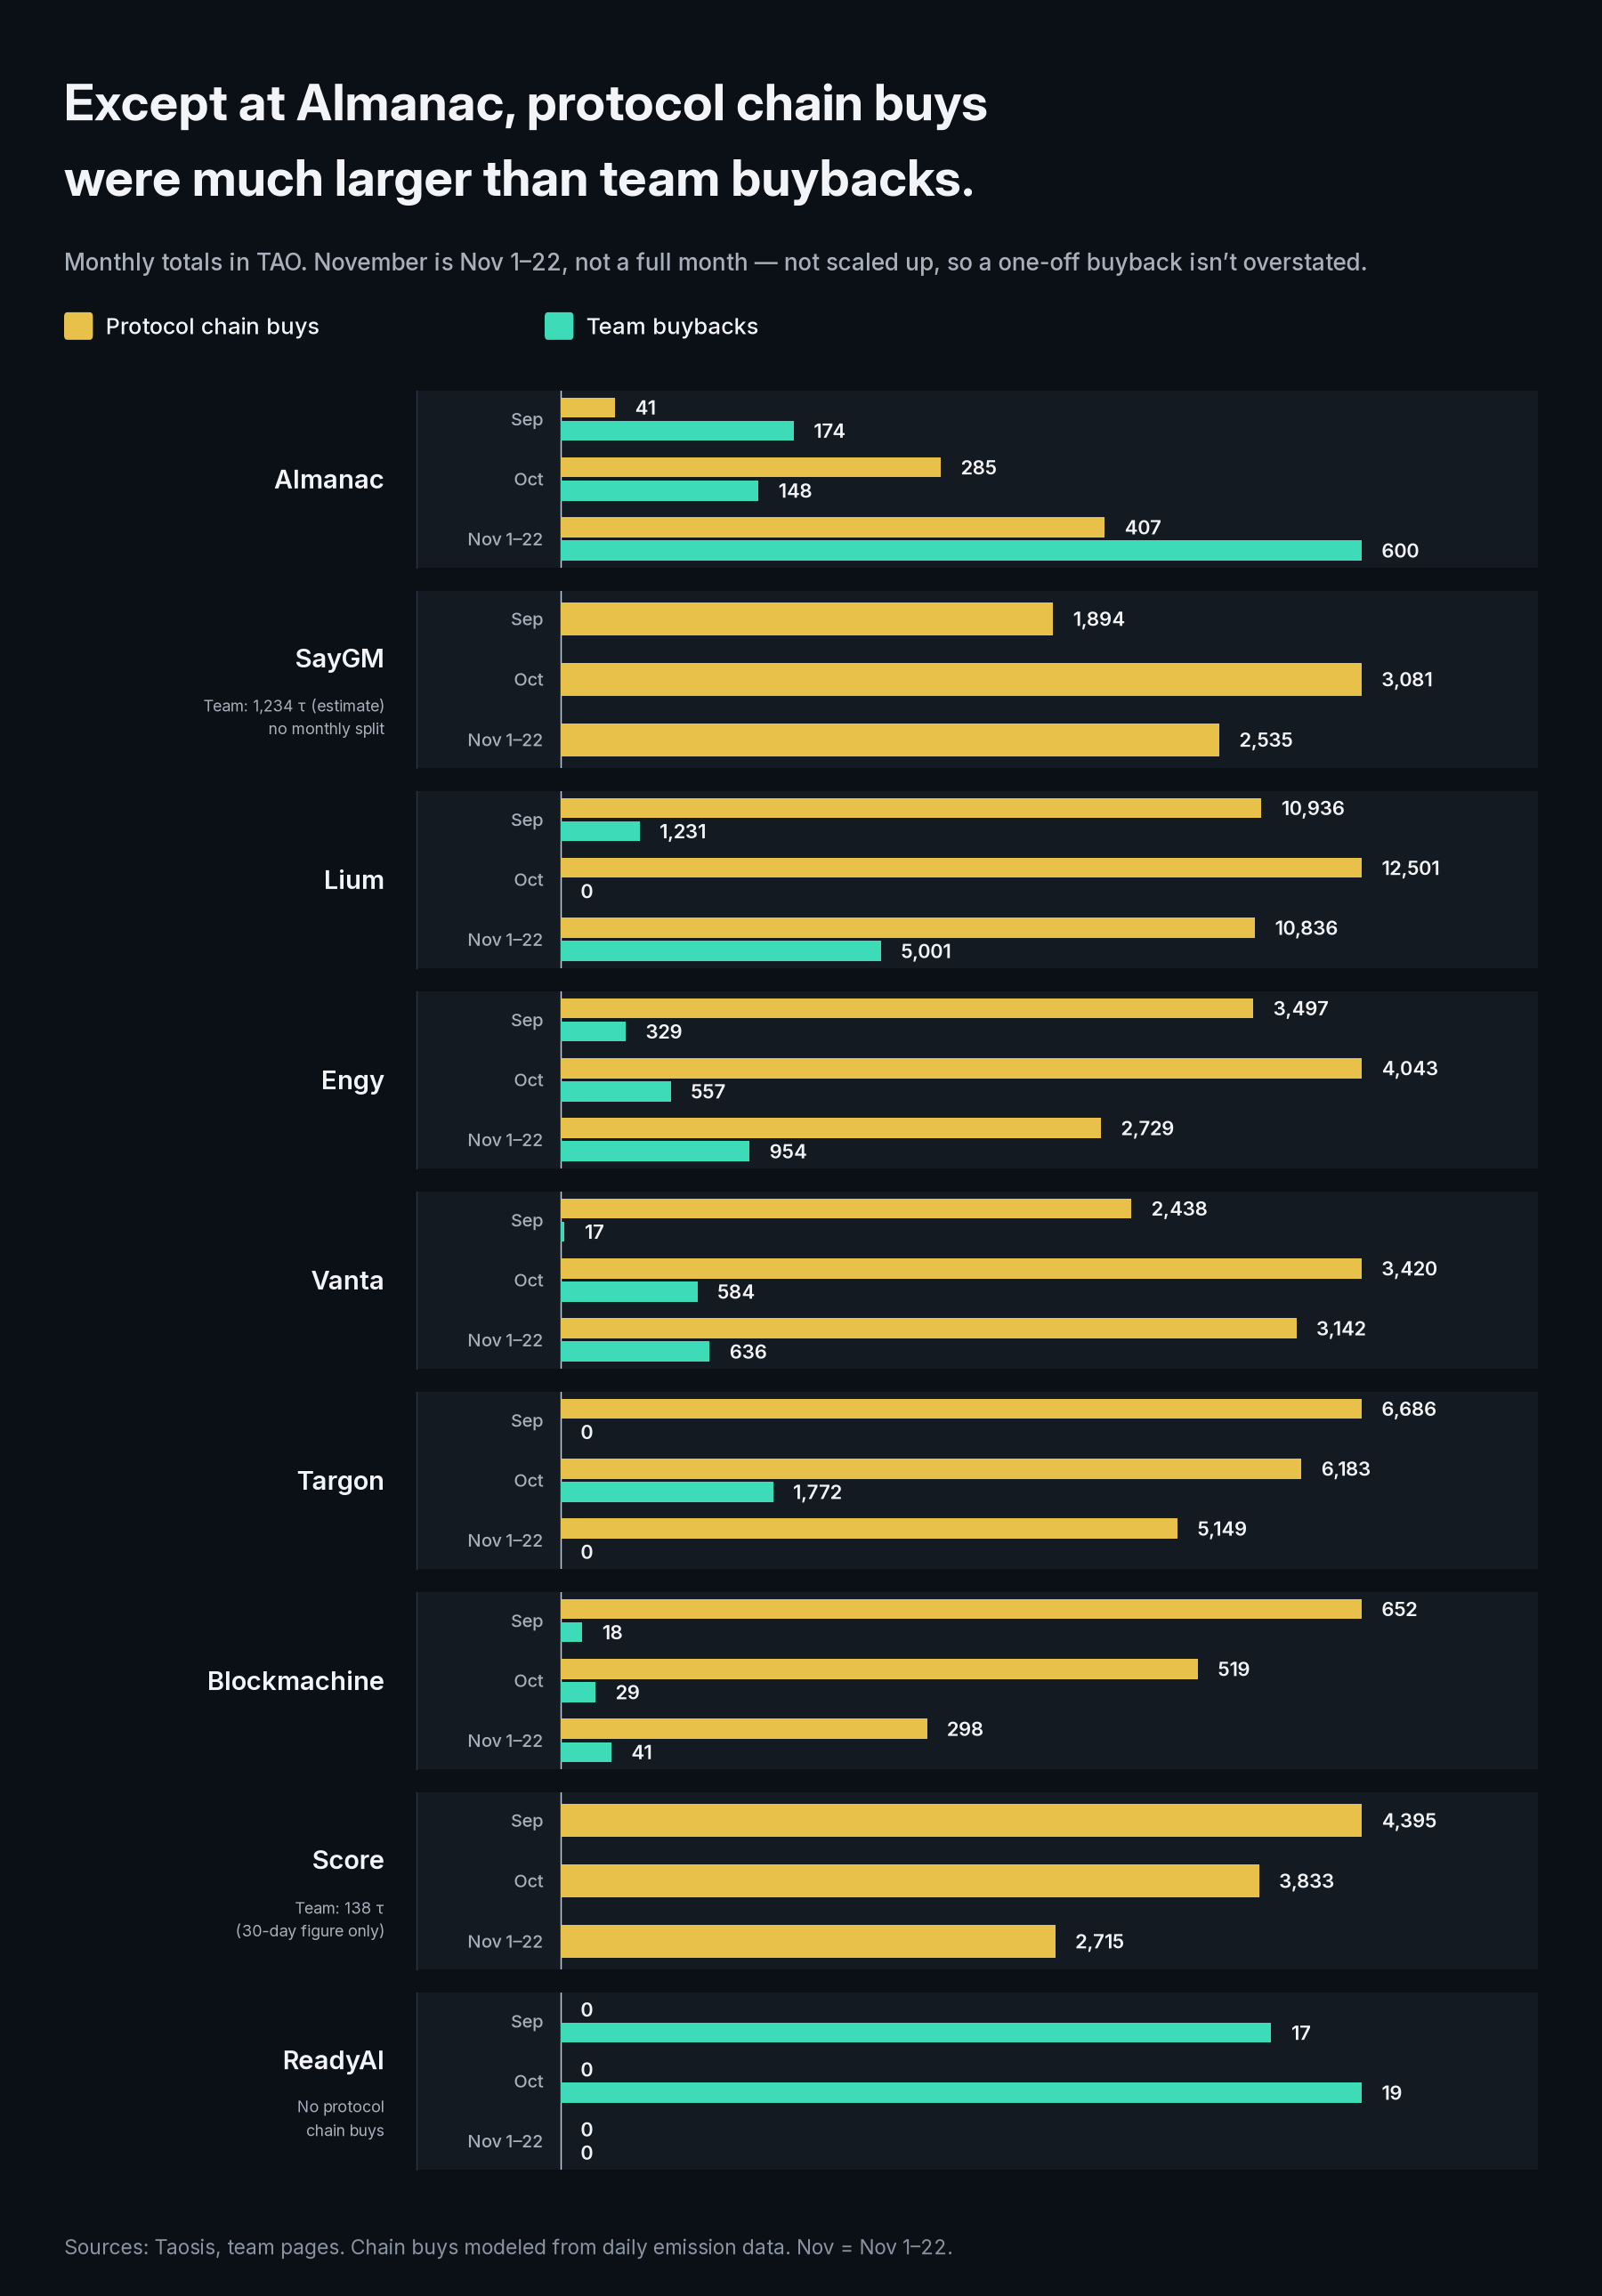 Except at Almanac, protocol chain buys
were much larger than team buybacks.
Monthly totals in TAO. November is Nov 1–22, not a full month — not scaled up, so a one-off buyback isn’t overstated.
Protocol chain buys
Team buybacks
Almanac
Sep
41
174
Oct
285
148
Nov 1–22
407
600
SayGM
Team: 1,234 τ (estimate)
no monthly split
Sep
1,894
Oct
3,081
Nov 1–22
2,535
Lium
Sep
10,936
1,231
Oct
12,501
0
Nov 1–22
10,836
5,001
Engy
Sep
3,497
329
Oct
4,043
557
Nov 1–22
2,729
954
Vanta
Sep
2,438
17
Oct
3,420
584
Nov 1–22
3,142
636
Targon
Sep
6,686
0
Oct
6,183
1,772
Nov 1–22
5,149
0
Blockmachine
Sep
652
18
Oct
519
29
Nov 1–22
298
41
Score
Team: 138 τ
(30-day figure only)
Sep
4,395
Oct
3,833
Nov 1–22
2,715
ReadyAI
No protocol
chain buys
Sep
0
17
Oct
0
19
Nov 1–22
0
0
Sources: Taosis, team pages. Chain buys modeled from daily emission data. Nov = Nov 1–22.